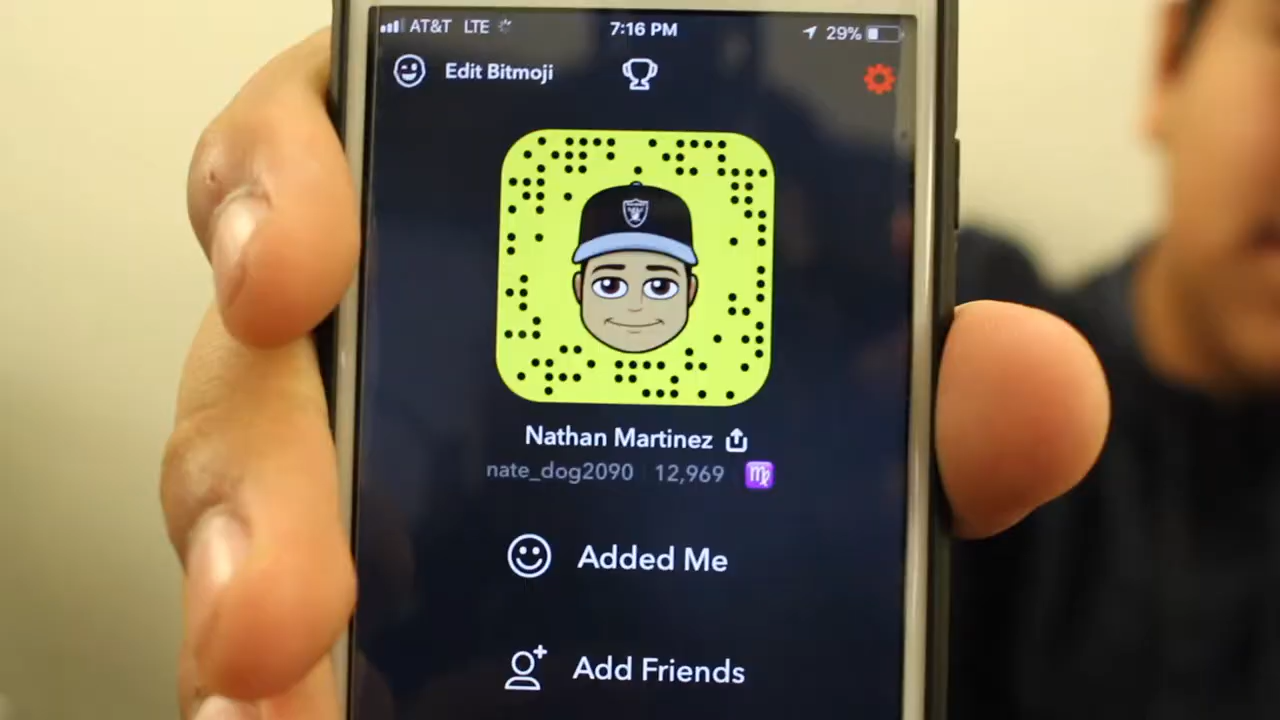 AT&T LTE 7:16 PM 29%
Edit Bitmoji
Nathan Martinez
nate_dog2090 12,969 ♍
Added Me
Add Friends